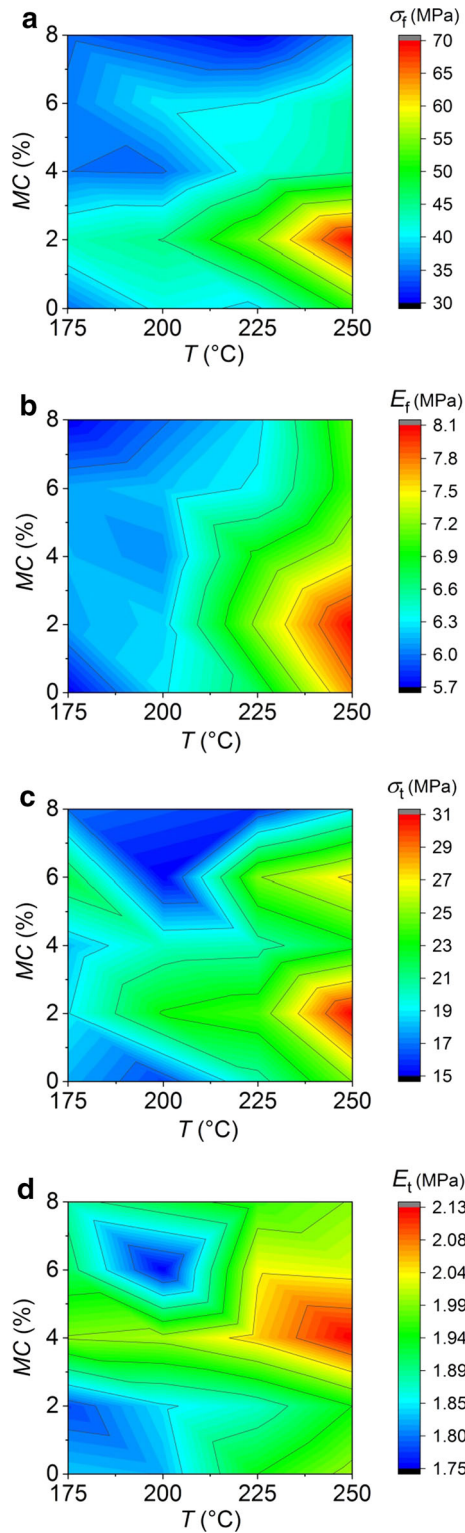 a
σf (MPa)
8
6
4
2
0
MC (%)
175 200 225 250
T (°C)
70
65
60
55
50
45
40
35
30
b
Ef (MPa)
8
6
4
2
0
MC (%)
175 200 225 250
T (°C)
8.1
7.8
7.5
7.2
6.9
6.6
6.3
6.0
5.7
c
σt (MPa)
8
6
4
2
0
MC (%)
175 200 225 250
T (°C)
31
29
27
25
23
21
19
17
15
d
Et (MPa)
8
6
4
2
0
MC (%)
175 200 225 250
T (°C)
2.13
2.08
2.03
1.99
1.94
1.89
1.85
1.80
1.75